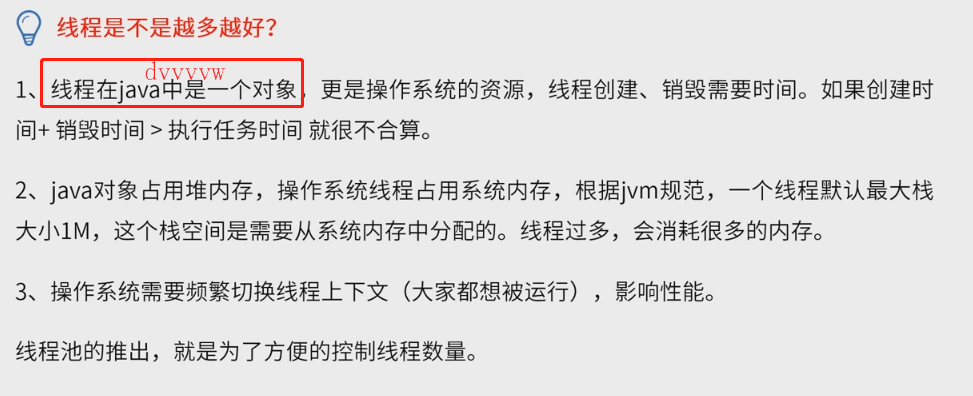 线程是不是越多越好？
dvvvvw
1、线程在java中是一个对象，更是操作系统的资源，线程创建、销毁需要时间。如果创建时
间+ 销毁时间 > 执行任务时间 就很不合算。
2、java对象占用堆内存，操作系统线程占用系统内存，根据jvm规范，一个线程默认最大栈
大小1M，这个栈空间是需要从系统内存中分配的。线程过多，会消耗很多的内存。
3、操作系统需要频繁切换线程上下文（大家都想被运行），影响性能。
线程池的推出，就是为了方便的控制线程数量。